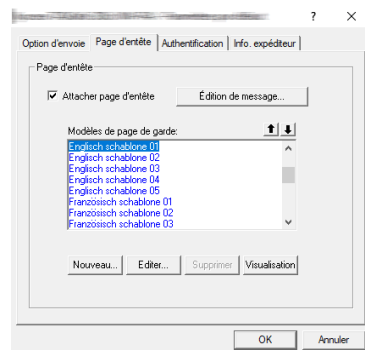 ?
Option d'envoie Page d'entête Authentification Info. expéditeur
Page d'entête
Attacher page d'entête Édition de message...
Modèles de page de garde:
Englisch schablone 01
Englisch schablone 02
Englisch schablone 03
Englisch schablone 04
Englisch schablone 05
Französisch schablone 01
Französisch schablone 02
Französisch schablone 03
Nouveau... Editer... Supprimer Visualisation
OK Annuler